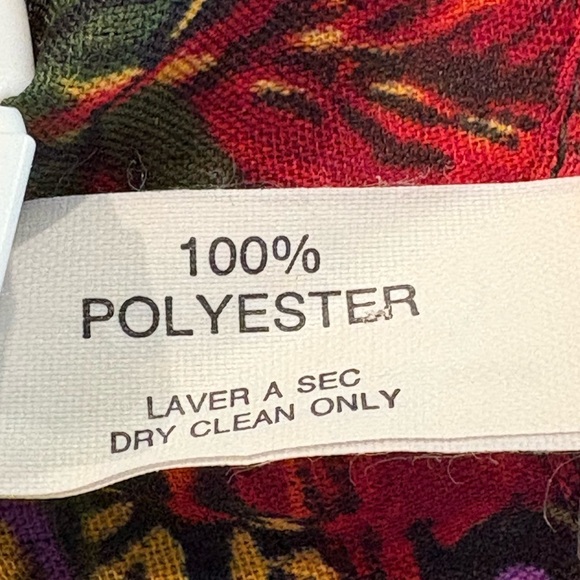 100%
POLYESTER
LAVER A SEC
DRY CLEAN ONLY